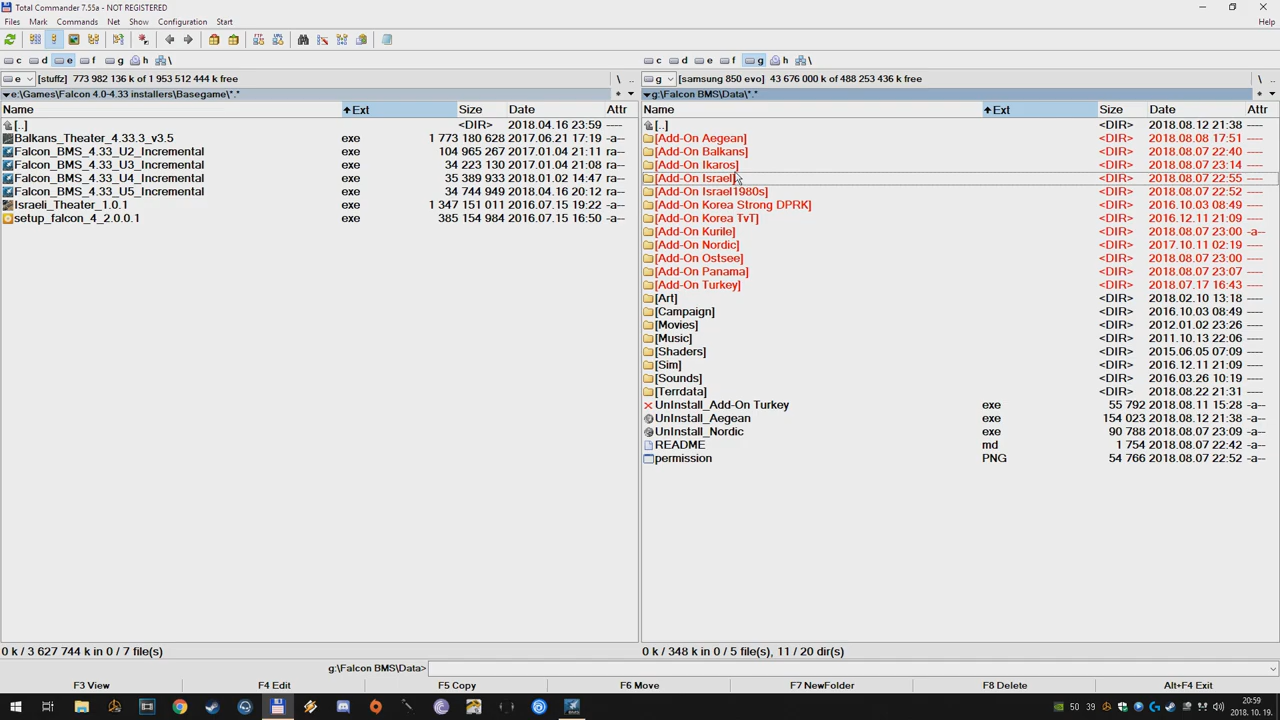 Total Commander 7.55a - NOT REGISTERED
Files Mark Commands Net Show Configuration Start Help
c d e f g h \ c d e f g h \
e [stuffz] 773 982 136 k of 1 953 512 444 k free \ .. g [samsung 850 evo] 43 676 000 k of 488 253 436 k free \ ..
e:\Games\Falcon 4.0-4.33 installers\Basegame\*.* * g:\Falcon BMS\Data\*.* *
Name Ext Size Date Attr Name Ext Size Date Attr
[..] <DIR> 2018.04.16 23:59 ---- [..] <DIR> 2018.08.12 21:38 ----
Balkans_Theater_4.33.3_v3.5 exe 1 773 180 628 2017.06.21 17:19 -a-- [Add-On Aegean] <DIR> 2018.08.08 17:51 ----
Falcon_BMS_4.33_U2_Incremental exe 104 965 267 2017.01.04 21:11 ra-- [Add-On Balkans] <DIR> 2018.08.07 22:40 ----
Falcon_BMS_4.33_U3_Incremental exe 34 223 130 2017.01.04 21:08 ra-- [Add-On Ikaros] <DIR> 2018.08.07 23:14 ----
Falcon_BMS_4.33_U4_Incremental exe 35 389 933 2018.01.02 14:47 ra-- [Add-On Israel] <DIR> 2018.08.07 22:55 ----
Falcon_BMS_4.33_U5_Incremental exe 34 744 949 2018.04.16 20:12 ra-- [Add-On Israel1980s] <DIR> 2018.08.07 22:52 ----
Israeli_Theater_1.0.1 exe 1 347 151 011 2016.07.15 19:22 -a-- [Add-On Korea Strong DPRK] <DIR> 2016.10.03 08:49 ----
setup_falcon_4_2.0.0.1 exe 385 154 984 2016.07.15 16:50 -a-- [Add-On Korea TvT] <DIR> 2016.12.11 21:09 ----
[Add-On Kurile] <DIR> 2018.08.07 23:00 -a--
[Add-On Nordic] <DIR> 2017.10.11 02:19 ----
[Add-On Ostsee] <DIR> 2018.08.07 23:00 ----
[Add-On Panama] <DIR> 2018.08.07 23:07 ----
[Add-On Turkey] <DIR> 2018.07.17 16:43 ----
[Art] <DIR> 2018.02.10 13:18 ----
[Campaign] <DIR> 2016.10.03 08:49 ----
[Movies] <DIR> 2012.01.02 23:26 ----
[Music] <DIR> 2011.10.13 22:06 ----
[Shaders] <DIR> 2015.06.05 07:09 ----
[Sim] <DIR> 2016.12.11 21:09 ----
[Sounds] <DIR> 2016.03.26 10:19 ----
[Terrdata] <DIR> 2018.08.22 21:31 ----
UnInstall_Add-On Turkey exe 55 792 2018.08.11 15:28 -a--
UnInstall_Aegean exe 154 023 2018.08.12 21:38 -a--
UnInstall_Nordic exe 90 788 2018.08.07 23:09 -a--
README md 1 754 2018.08.07 22:42 -a--
permission PNG 54 766 2018.08.07 22:52 -a--
0 k / 3 627 744 k in 0 / 7 file(s) 0 k / 348 k in 0 / 5 file(s), 11 / 20 dir(s)
g:\Falcon BMS\Data>
F3 View F4 Edit F5 Copy F6 Move F7 NewFolder F8 Delete Alt+F4 Exit
50 39 20:59
2018. 10. 19.